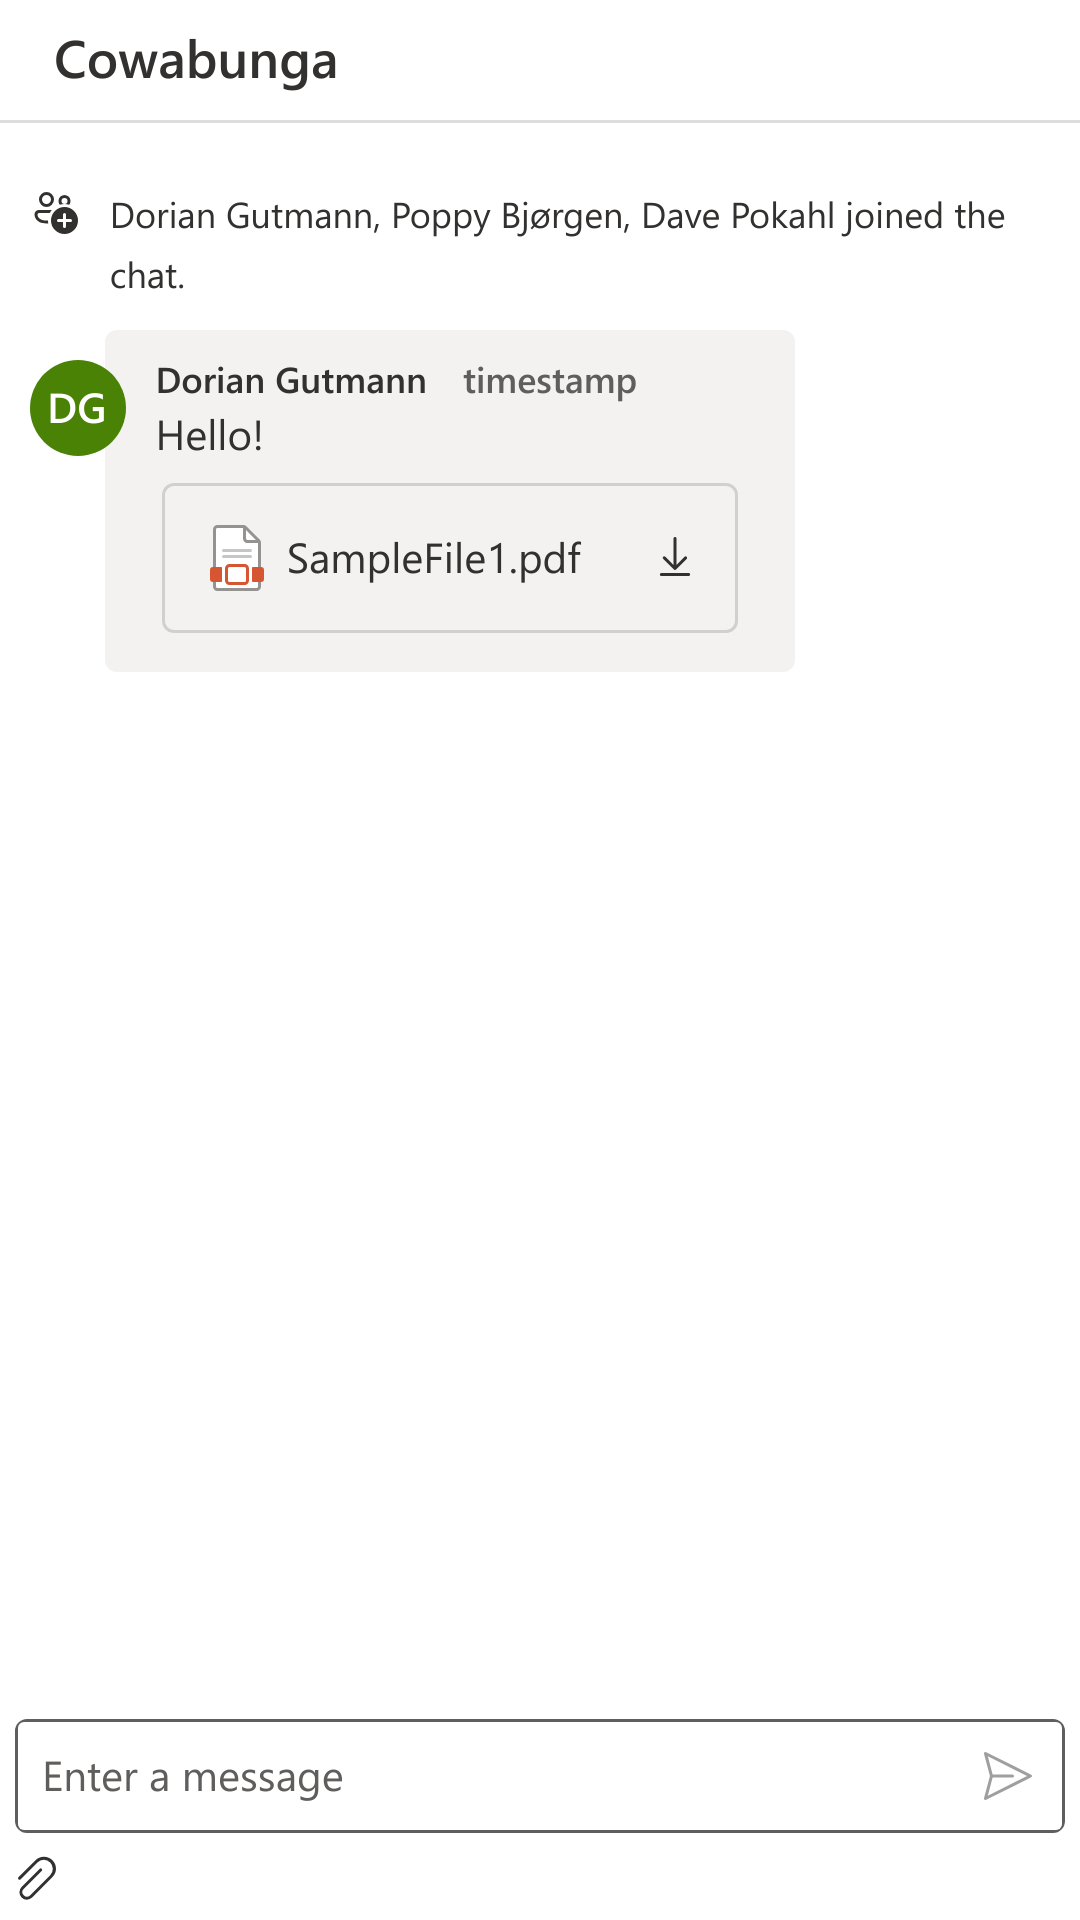 Cowabunga
Dorian Gutmann, Poppy Bjørgen, Dave Pokahl joined the
chat.
DG
Dorian Gutmann timestamp
Hello!
SampleFile1.pdf
Enter a message